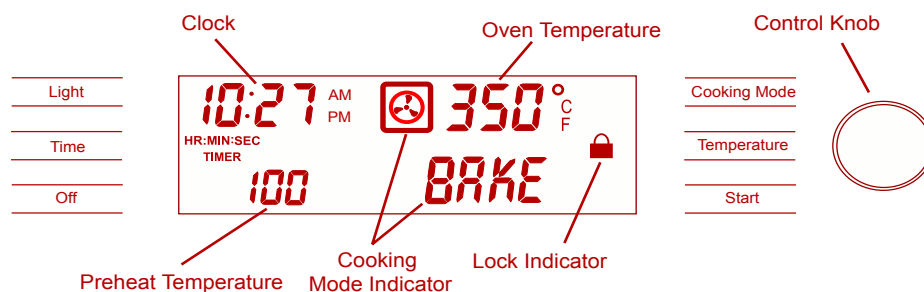 Clock
Oven Temperature
Control Knob
Light
10:27 AM
PM
350° C
F
Cooking Mode
HR:MIN:SEC
TIMER
Time
Temperature
Off
100
BAKE
Start
Preheat Temperature
Cooking
Mode Indicator
Lock Indicator